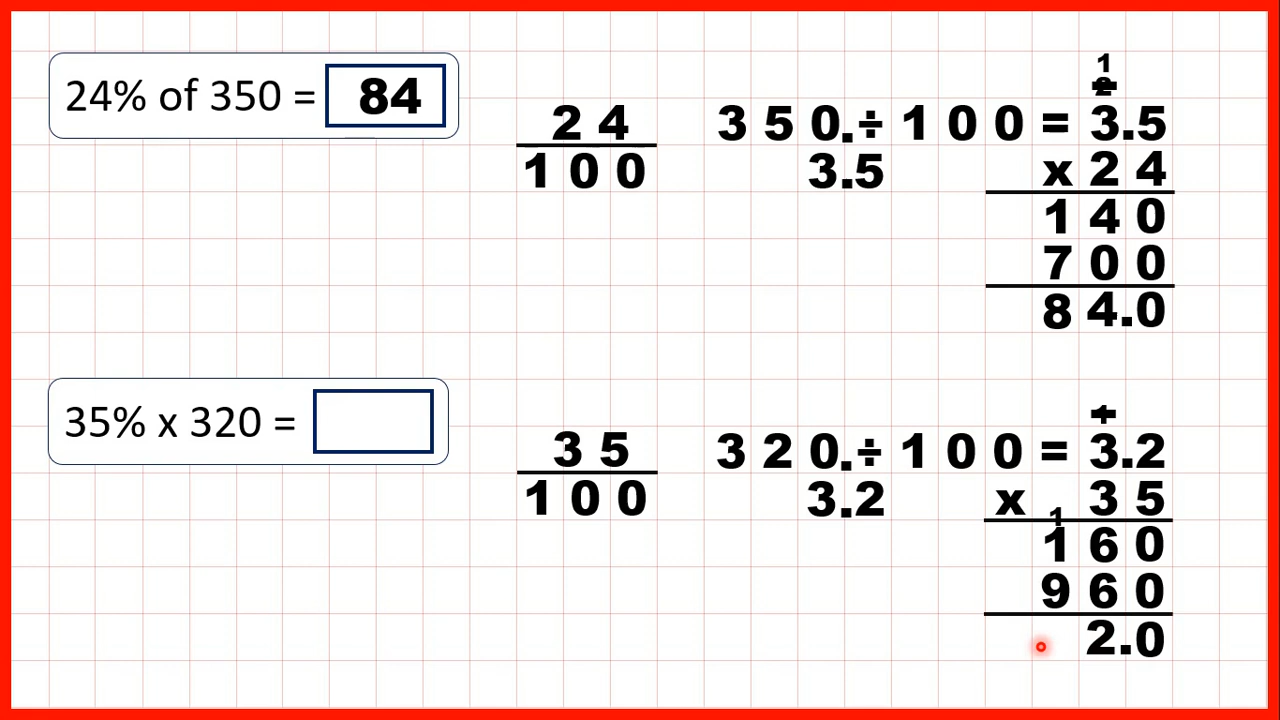 24% of 350 = 84
1
2
2 4
3 5 0.÷ 1 0 0 = 3.5
1 0 0
3.5
x 2 4
1 4 0
7 0 0
8 4.0
35% x 320 =
1
3 5
3 2 0.÷ 1 0 0 = 3.2
1 0 0
3.2
x 3 5
1
1 6 0
9 6 0
2.0